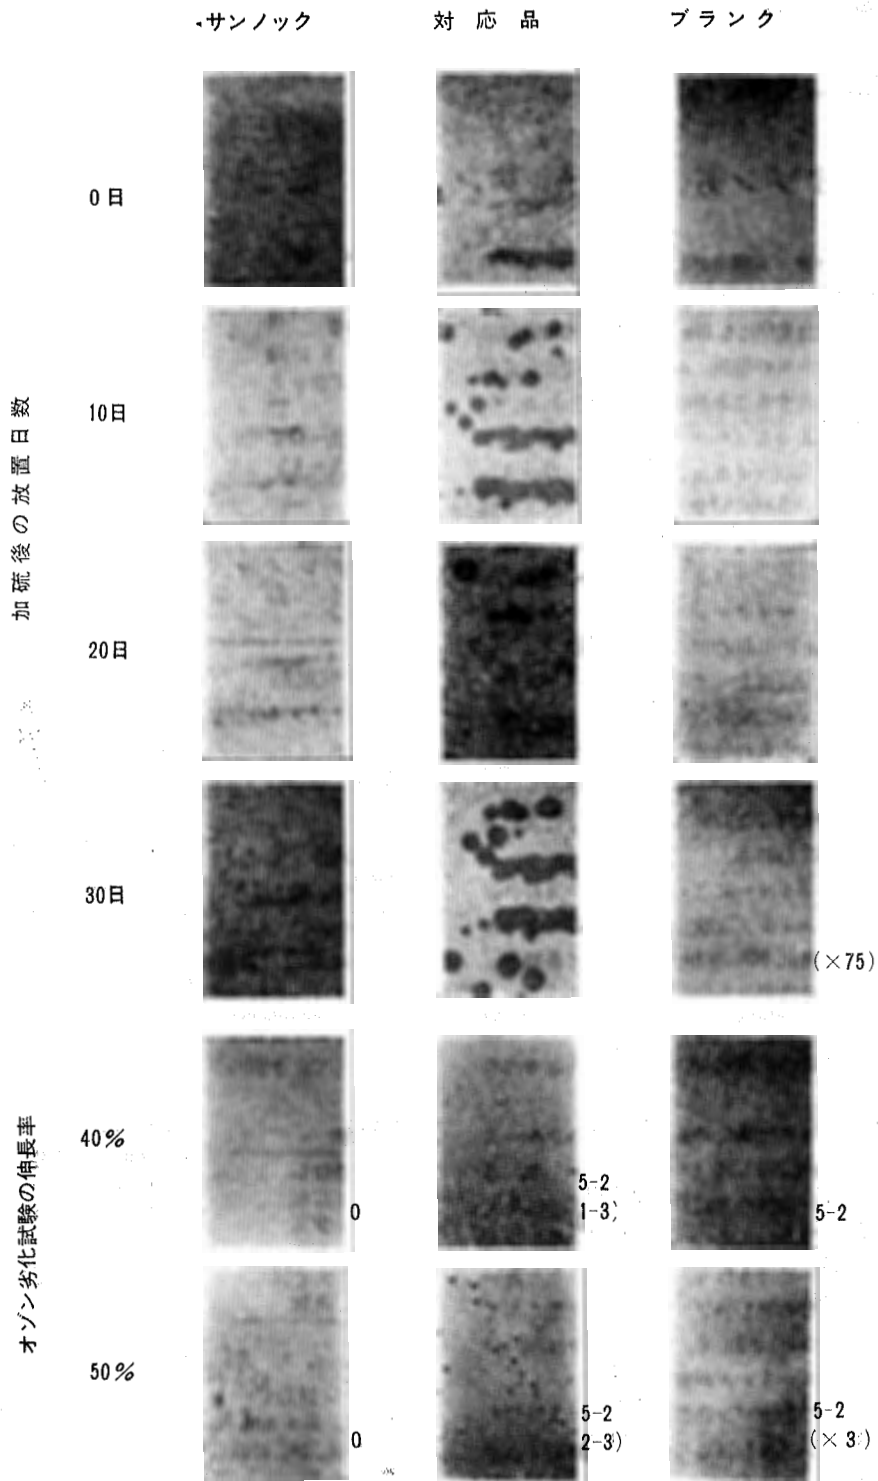 サンノック
対応品
ブランク
加硫後の放置日数
0日
10日
20日
30日
(×75)
オゾン劣化試験の伸長率
40%
0
5-2
1-3)
5-2
50%
0
5-2
2-3)
5-2
(×3)